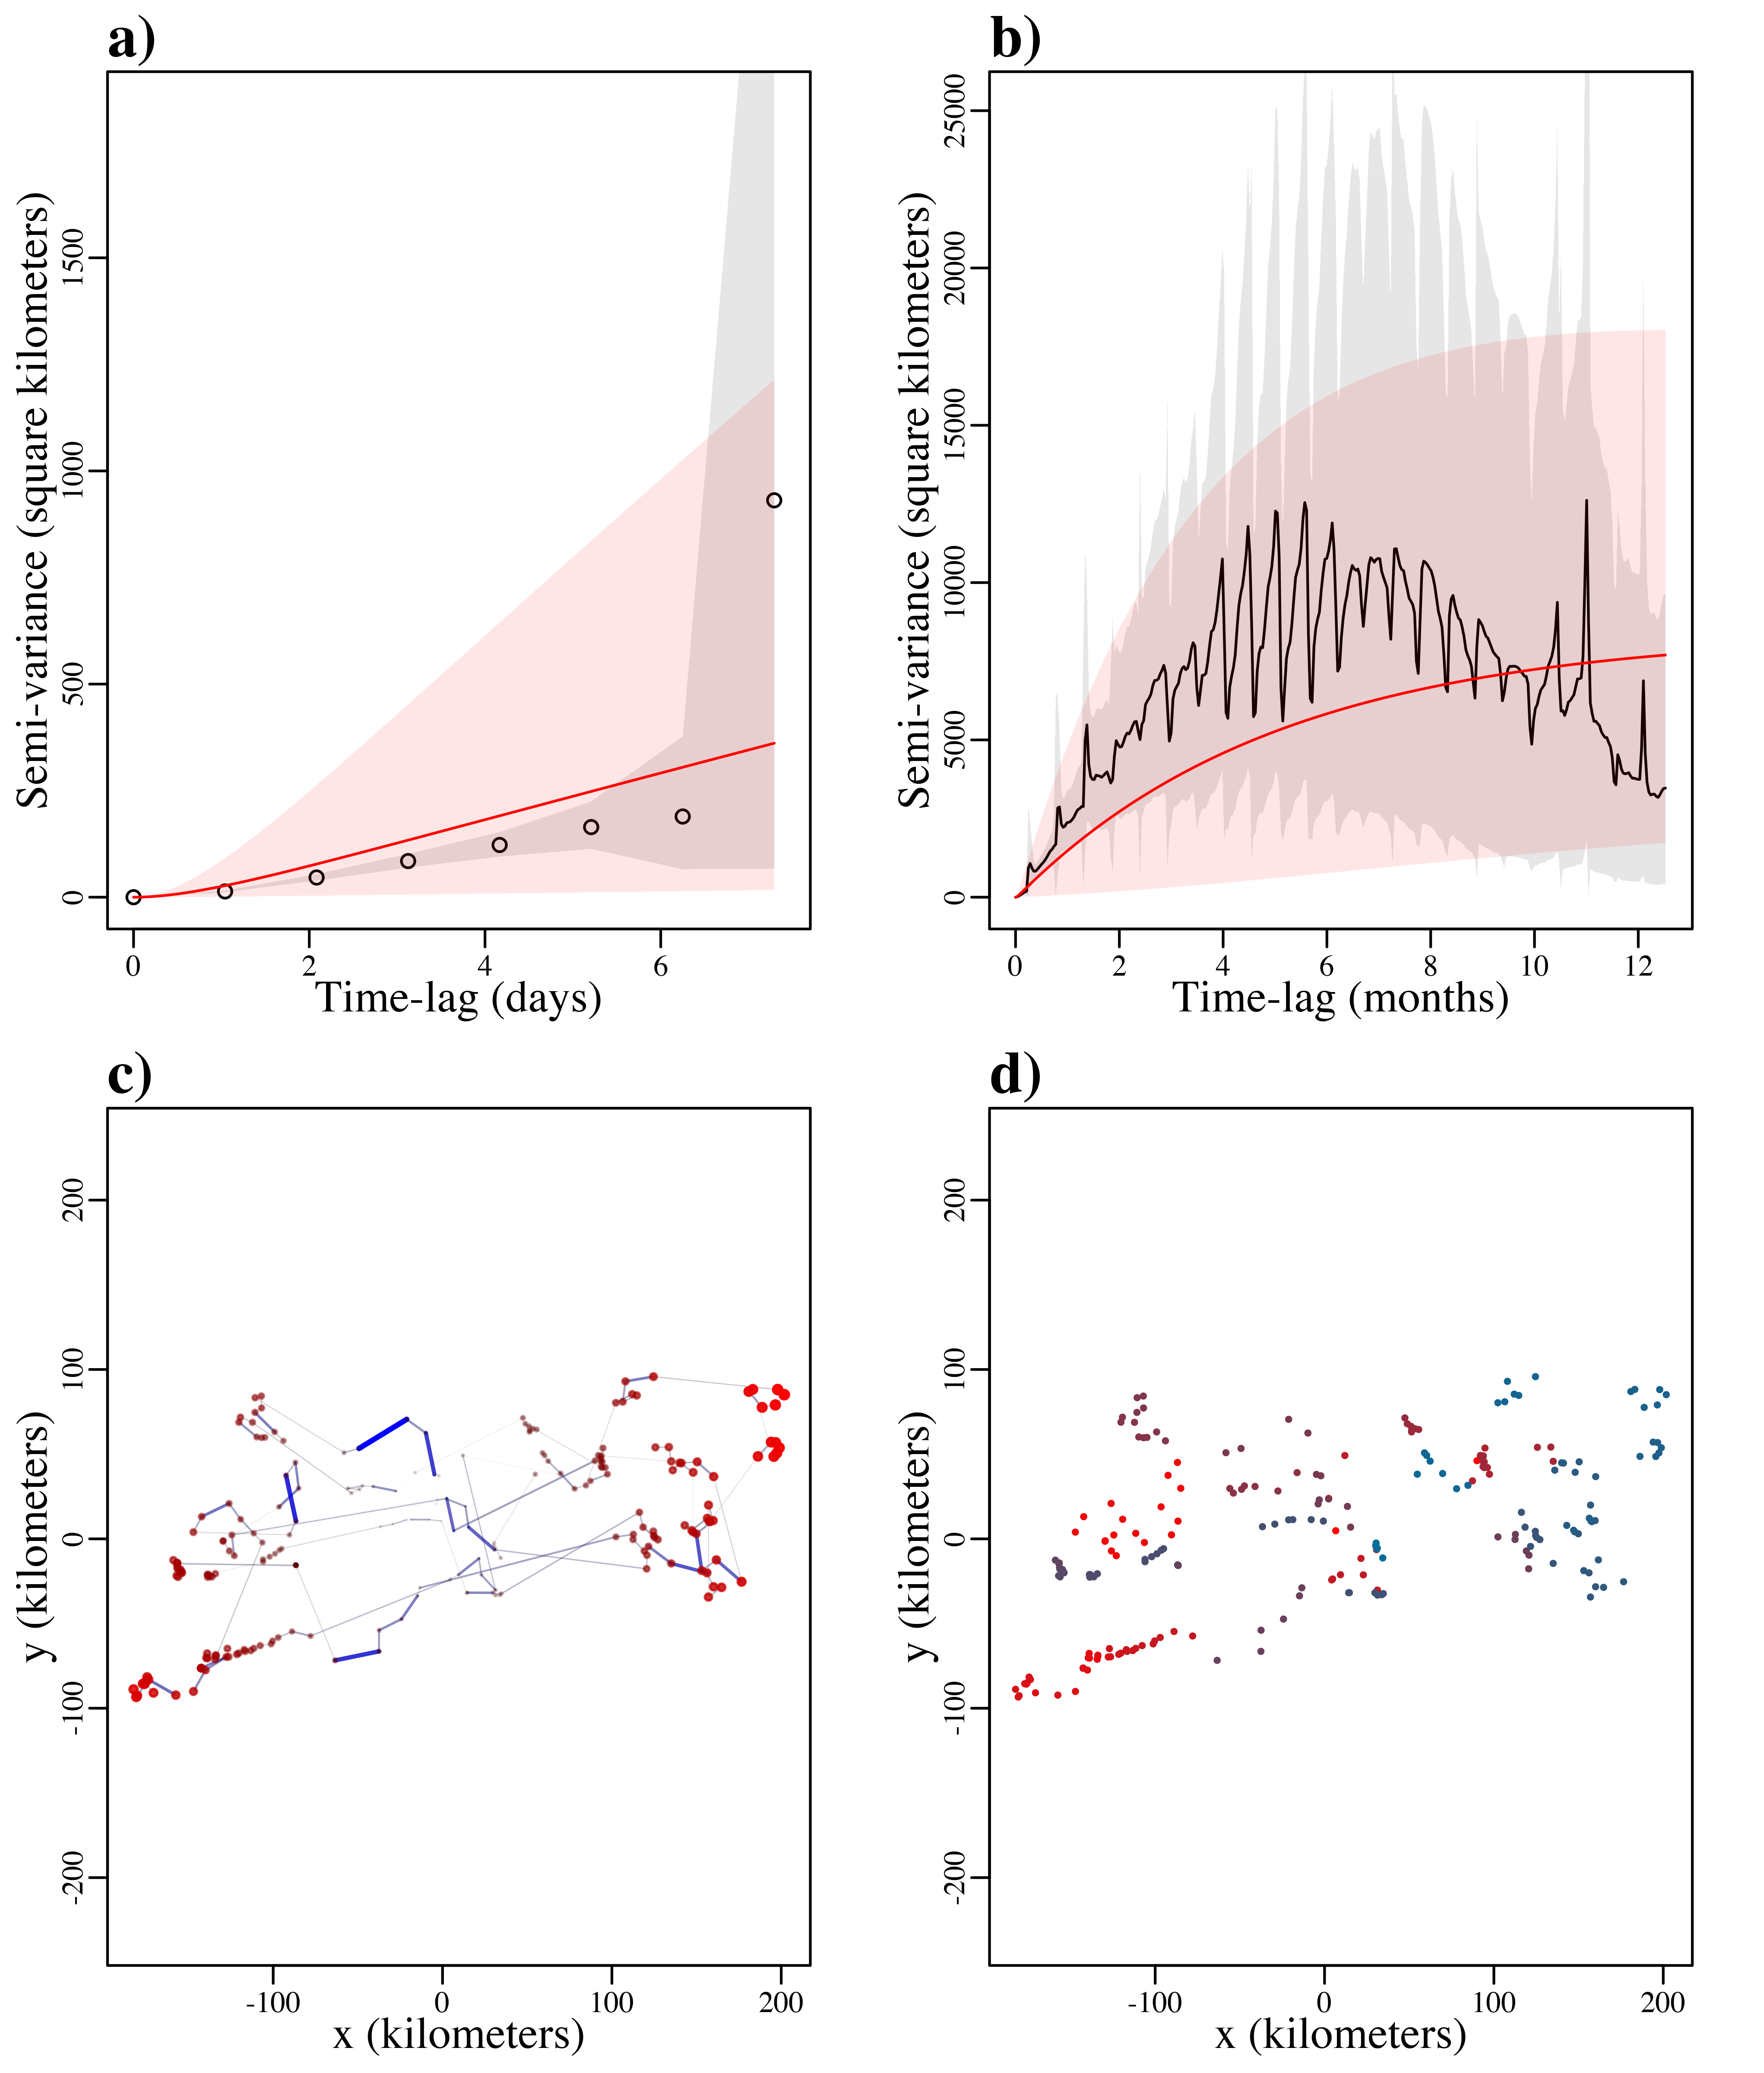 a)
Semi-variance (square kilometers)
1500
1000
500
0
0 2 4 6
Time-lag (days)
b)
Semi-variance (square kilometers)
25000
20000
15000
10000
5000
0
0 2 4 6 8 10 12
Time-lag (months)
c)
y (kilometers)
200
100
0
-100
-200
-100 0 100 200
x (kilometers)
d)
y (kilometers)
200
100
0
-100
-200
-100 0 100 200
x (kilometers)